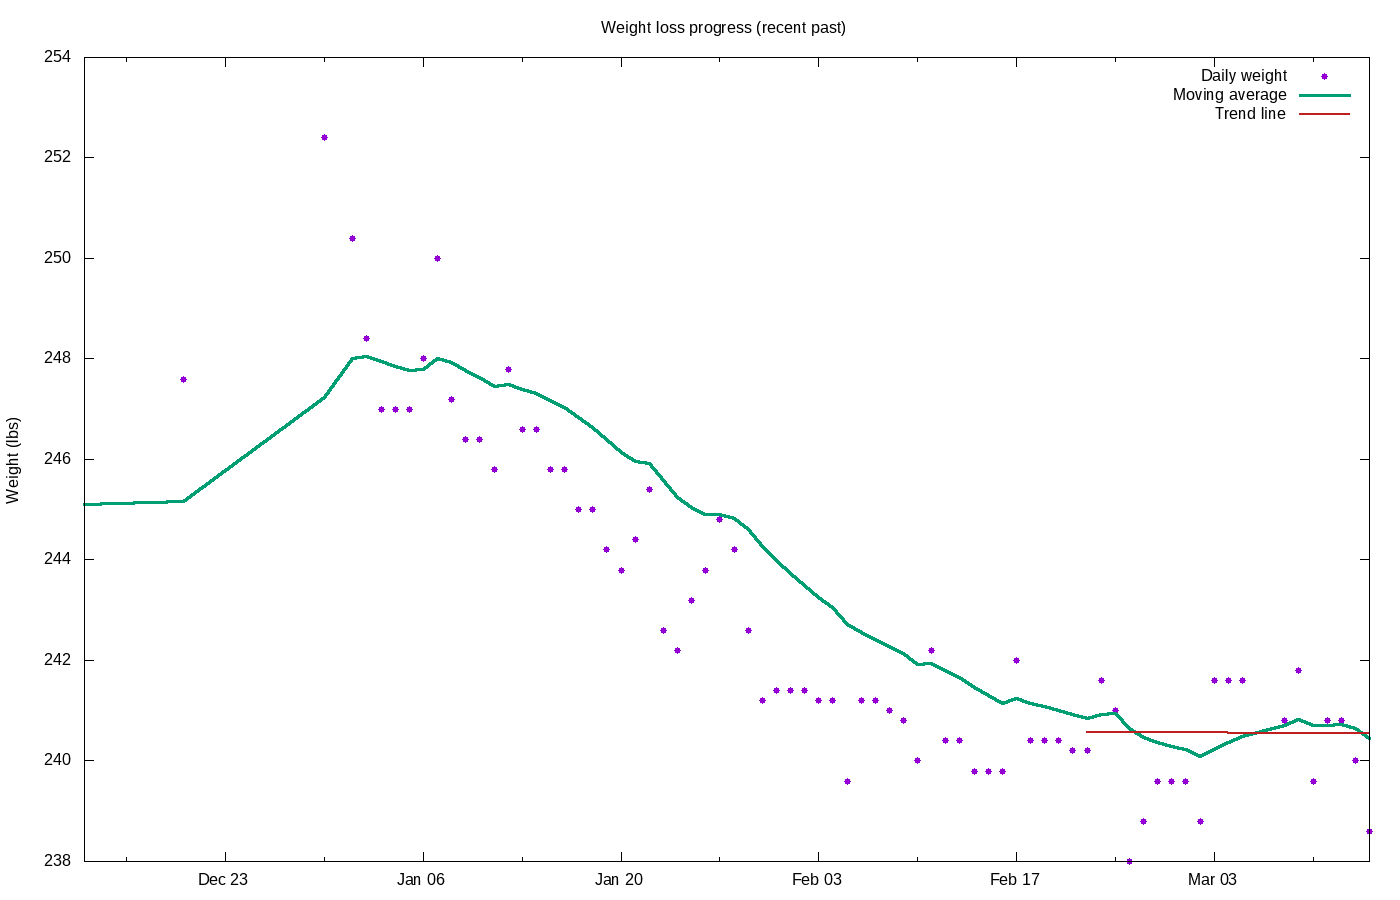 Weight loss progress (recent past)
Daily weight
Moving average
Trend line
254
252
250
248
246
244
242
240
238
Weight (lbs)
Dec 23
Jan 06
Jan 20
Feb 03
Feb 17
Mar 03